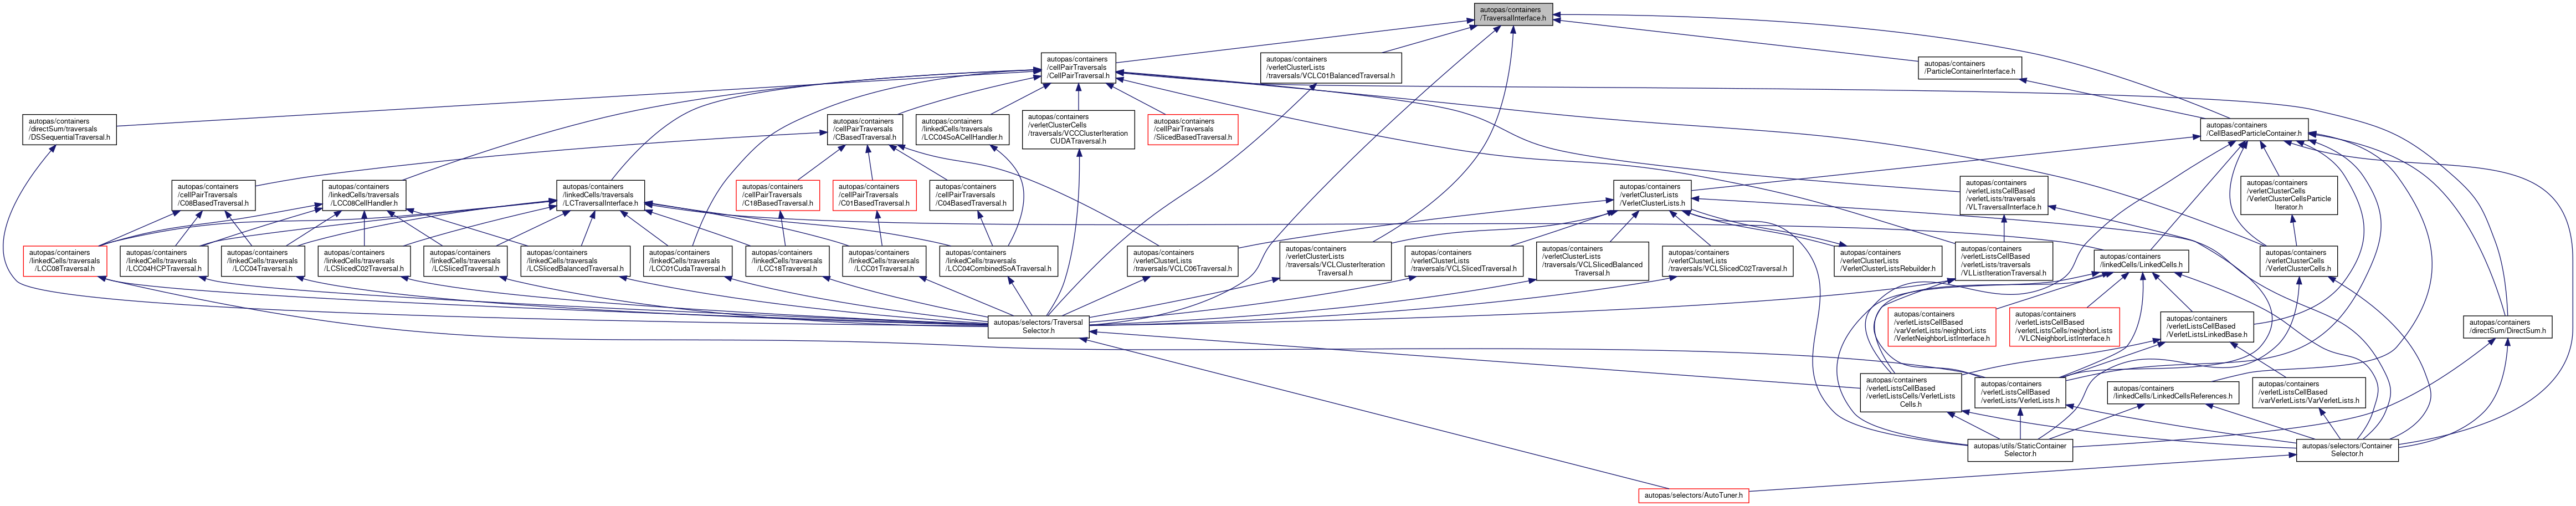 autopas/containers
/TraversalInterface.h
autopas/containers
/cellPairTraversals
/CellPairTraversal.h
autopas/containers
/verletClusterLists
/traversals/VCLC01BalancedTraversal.h
autopas/containers
/ParticleContainerInterface.h
autopas/containers
/directSum/traversals
/DSSequentialTraversal.h
autopas/containers
/cellPairTraversals
/CBasedTraversal.h
autopas/containers
/linkedCells/traversals
/LCC04SoACellHandler.h
autopas/containers
/verletClusterCells
/traversals/VCCClusterIteration
CUDATraversal.h
autopas/containers
/cellPairTraversals
/SlicedBasedTraversal.h
autopas/containers
/CellBasedParticleContainer.h
autopas/containers
/cellPairTraversals
/C08BasedTraversal.h
autopas/containers
/linkedCells/traversals
/LCC08CellHandler.h
autopas/containers
/linkedCells/traversals
/LCTraversalInterface.h
autopas/containers
/cellPairTraversals
/C18BasedTraversal.h
autopas/containers
/cellPairTraversals
/C01BasedTraversal.h
autopas/containers
/cellPairTraversals
/C04BasedTraversal.h
autopas/containers
/verletClusterLists
/VerletClusterLists.h
autopas/containers
/verletListsCellBased
/verletLists/traversals
/VLTraversalInterface.h
autopas/containers
/verletClusterCells
/VerletClusterCellsParticle
Iterator.h
autopas/containers
/linkedCells/traversals
/LCC08Traversal.h
autopas/containers
/linkedCells/traversals
/LCC04HCPTraversal.h
autopas/containers
/linkedCells/traversals
/LCC04Traversal.h
autopas/containers
/linkedCells/traversals
/LCSlicedC02Traversal.h
autopas/containers
/linkedCells/traversals
/LCSlicedTraversal.h
autopas/containers
/linkedCells/traversals
/LCSlicedBalancedTraversal.h
autopas/containers
/linkedCells/traversals
/LCC01CudaTraversal.h
autopas/containers
/linkedCells/traversals
/LCC18Traversal.h
autopas/containers
/linkedCells/traversals
/LCC01Traversal.h
autopas/containers
/linkedCells/traversals
/LCC04CombinedSoATraversal.h
autopas/containers
/verletClusterLists
/traversals/VCLC06Traversal.h
autopas/containers
/verletClusterLists
/traversals/VCLClusterIteration
Traversal.h
autopas/containers
/verletClusterLists
/traversals/VCLSlicedTraversal.h
autopas/containers
/verletClusterLists
/traversals/VCLSlicedBalanced
Traversal.h
autopas/containers
/verletClusterLists
/traversals/VCLSlicedC02Traversal.h
autopas/containers
/verletClusterLists
/VerletClusterListsRebuilder.h
autopas/containers
/verletListsCellBased
/verletLists/traversals
/VLListIterationTraversal.h
autopas/containers
/linkedCells/LinkedCells.h
autopas/containers
/verletClusterCells
/VerletClusterCells.h
autopas/selectors/Traversal
Selector.h
autopas/containers
/verletListsCellBased
/varVerletLists/neighborLists
/VerletNeighborListInterface.h
autopas/containers
/verletListsCellBased
/verletListsCells/neighborLists
/VLCNeighborListInterface.h
autopas/containers
/verletListsCellBased
/VerletListsLinkedBase.h
autopas/containers
/directSum/DirectSum.h
autopas/containers
/verletListsCellBased
/verletListsCells/VerletLists
Cells.h
autopas/containers
/verletListsCellBased
/verletLists/VerletLists.h
autopas/containers
/linkedCells/LinkedCellsReferences.h
autopas/containers
/verletListsCellBased
/varVerletLists/VarVerletLists.h
autopas/utils/StaticContainer
Selector.h
autopas/selectors/Container
Selector.h
autopas/selectors/AutoTuner.h